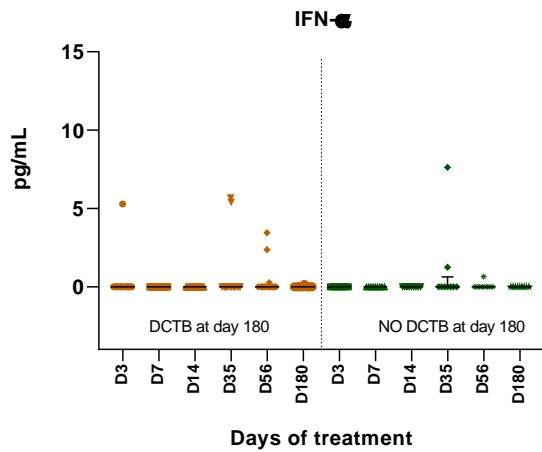 IFN-α
pg/mL
15
10
5
0
DCTB at day 180
NO DCTB at day 180
D3
D7
D14
D35
D56
D180
D3
D7
D14
D35
D56
D180
Days of treatment